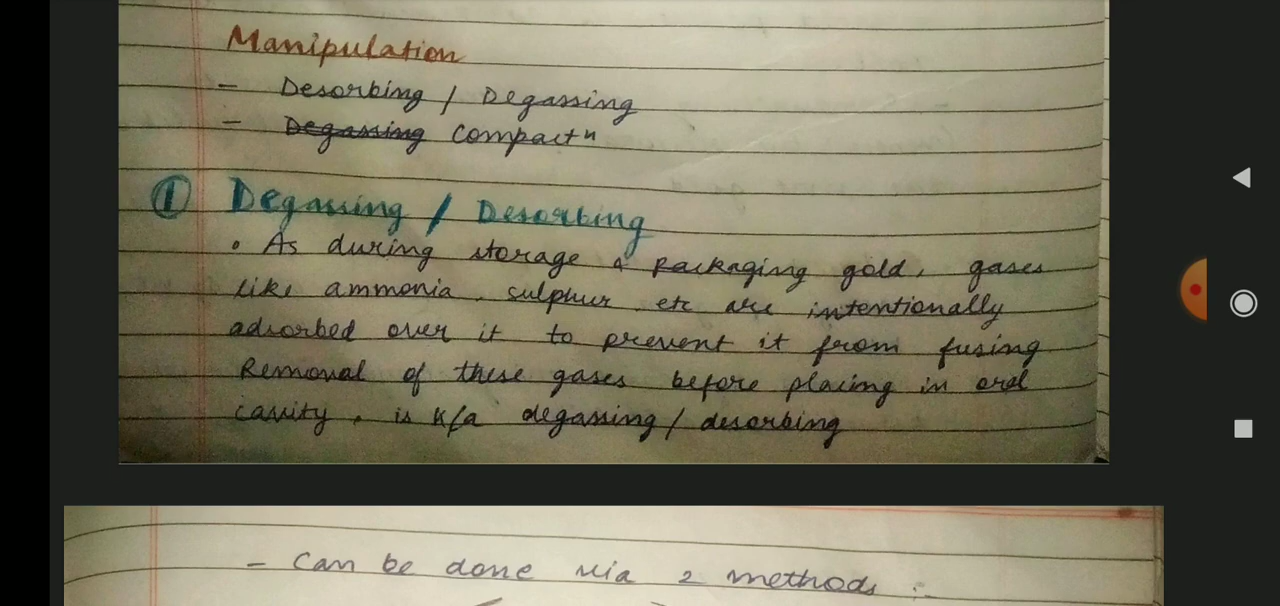 Manipulation
- Desorbing / Degassing
- Degassing Compactⁿ
① Degassing / Desorbing
• As during storage & packaging gold, gases
like ammonia, sulphur etc are intentionally
adsorbed over it to prevent it from fusing
Removal of these gases before placing in oral
cavity, is k/a degassing / desorbing
- Can be done via 2 methods :-